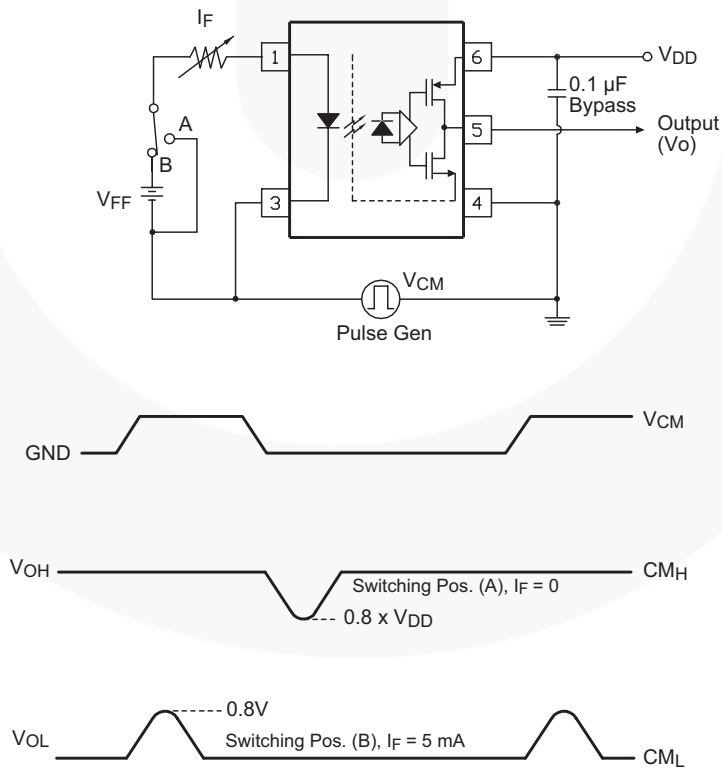 IF
1
6
VDD
0.1 µF
Bypass
A
5
Output
(Vo)
B
VFF
3
4
VCM
Pulse Gen
VCM
GND
VOH
Switching Pos. (A), IF = 0
CMH
0.8 x VDD
0.8V
VOL
Switching Pos. (B), IF = 5 mA
CML